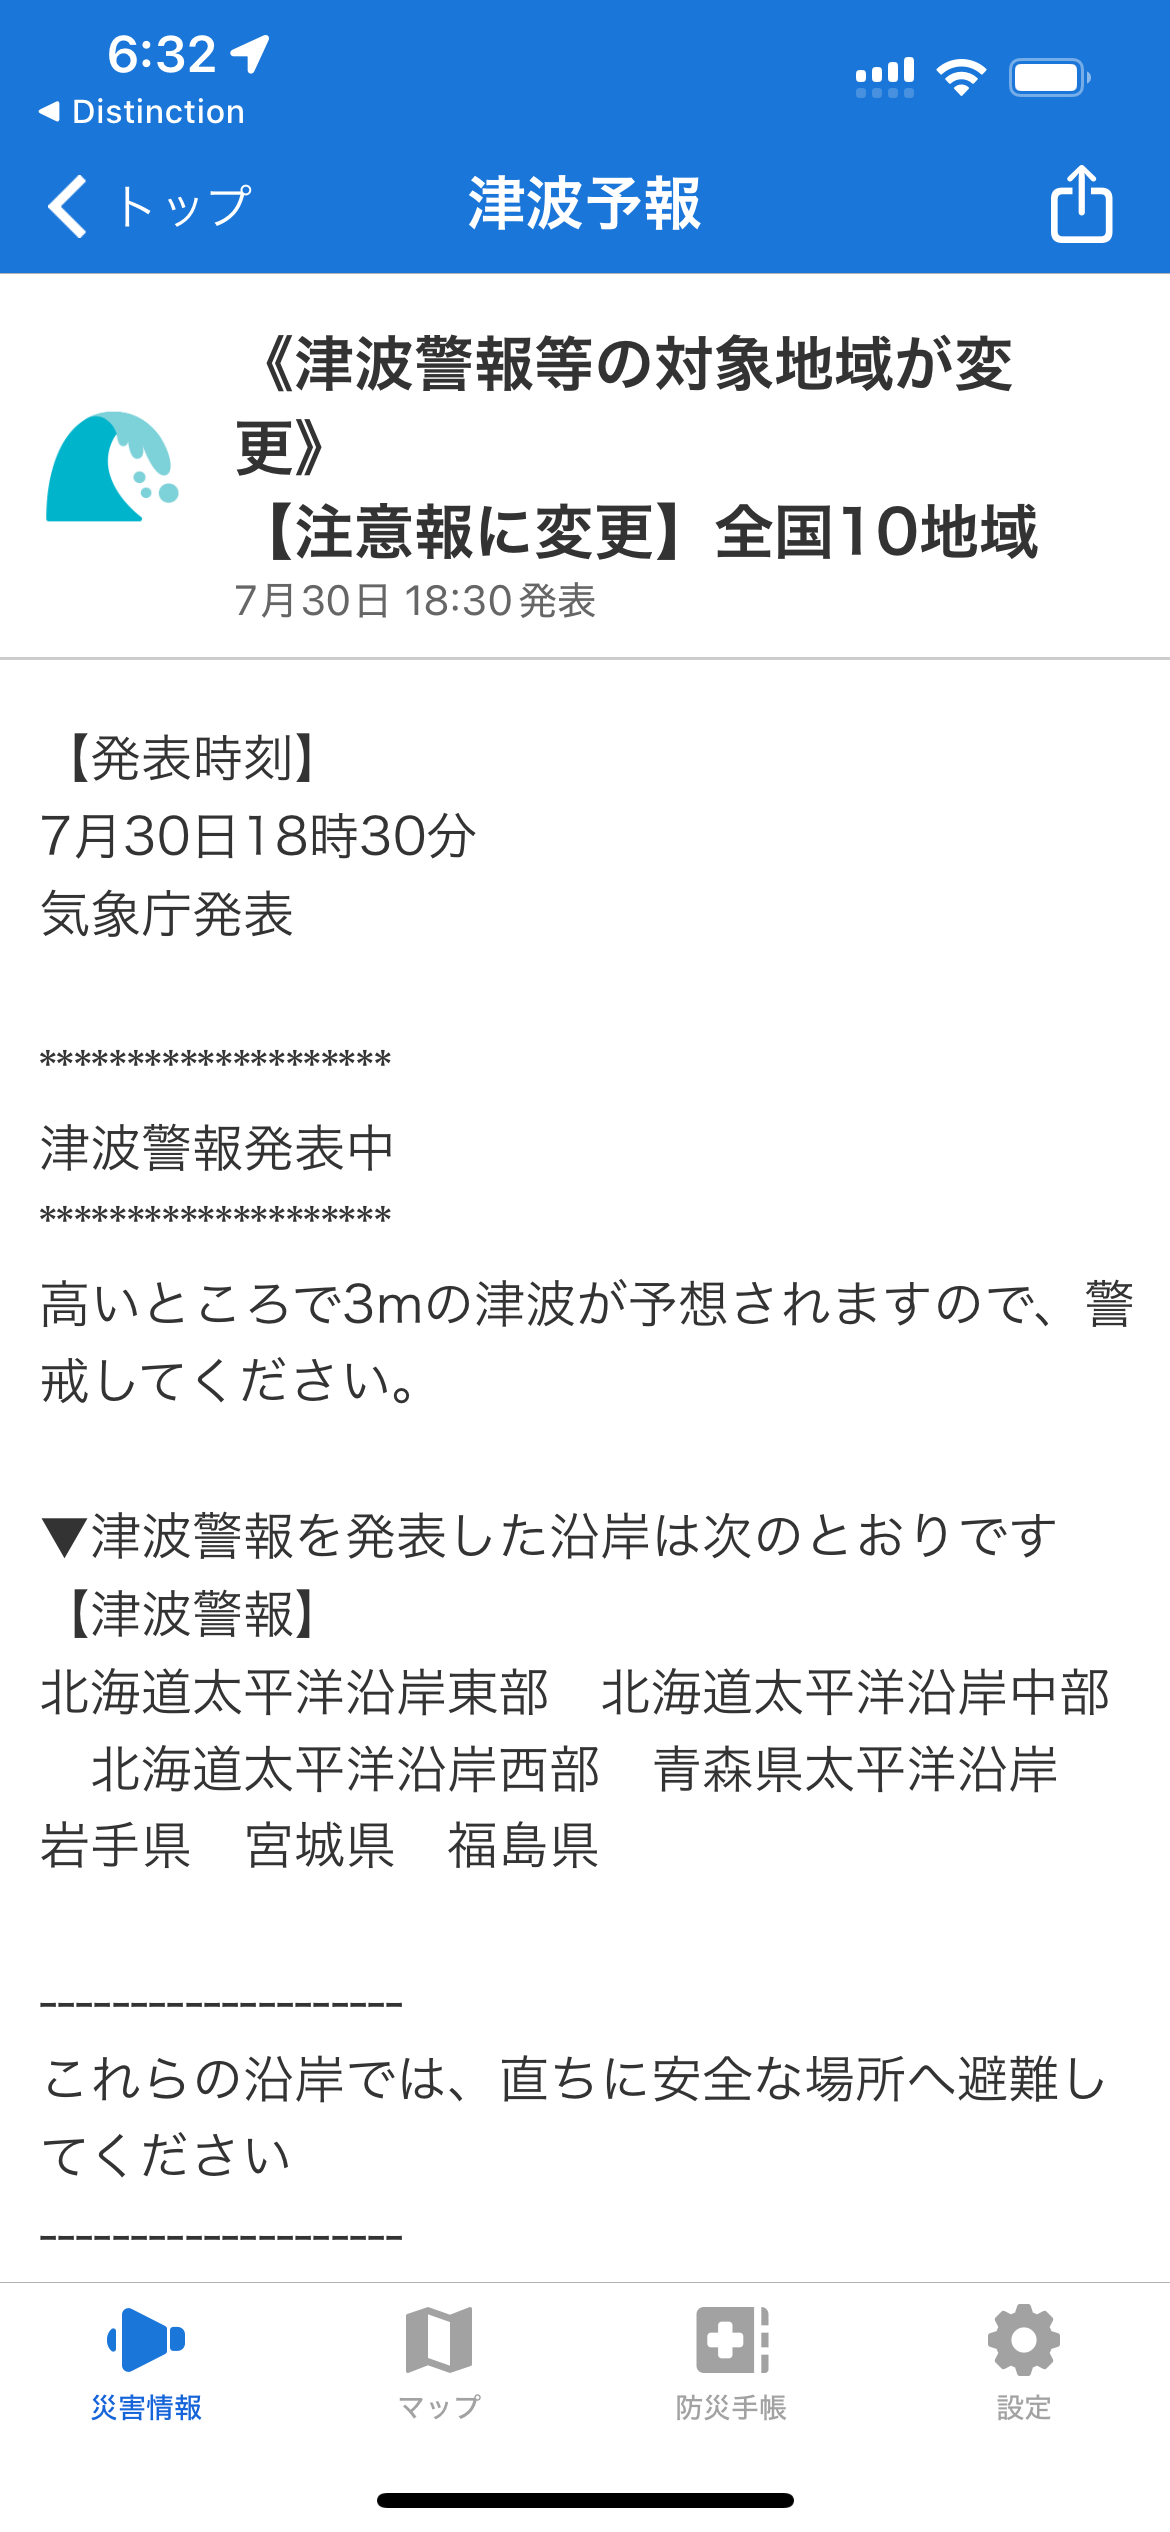 6:32
Distinction
トップ
津波予報
《津波警報等の対象地域が変
更》
【注意報に変更】全国10地域
7月30日 18:30発表
【発表時刻】
7月30日18時30分
気象庁発表
********************
津波警報発表中
********************
高いところで3mの津波が予想されますので、警
戒してください。
▼津波警報を発表した沿岸は次のとおりです
【津波警報】
北海道太平洋沿岸東部　北海道太平洋沿岸中部
　北海道太平洋沿岸西部　青森県太平洋沿岸
岩手県　宮城県　福島県
--------------------
これらの沿岸では、直ちに安全な場所へ避難し
てください
--------------------
災害情報
マップ
防災手帳
設定